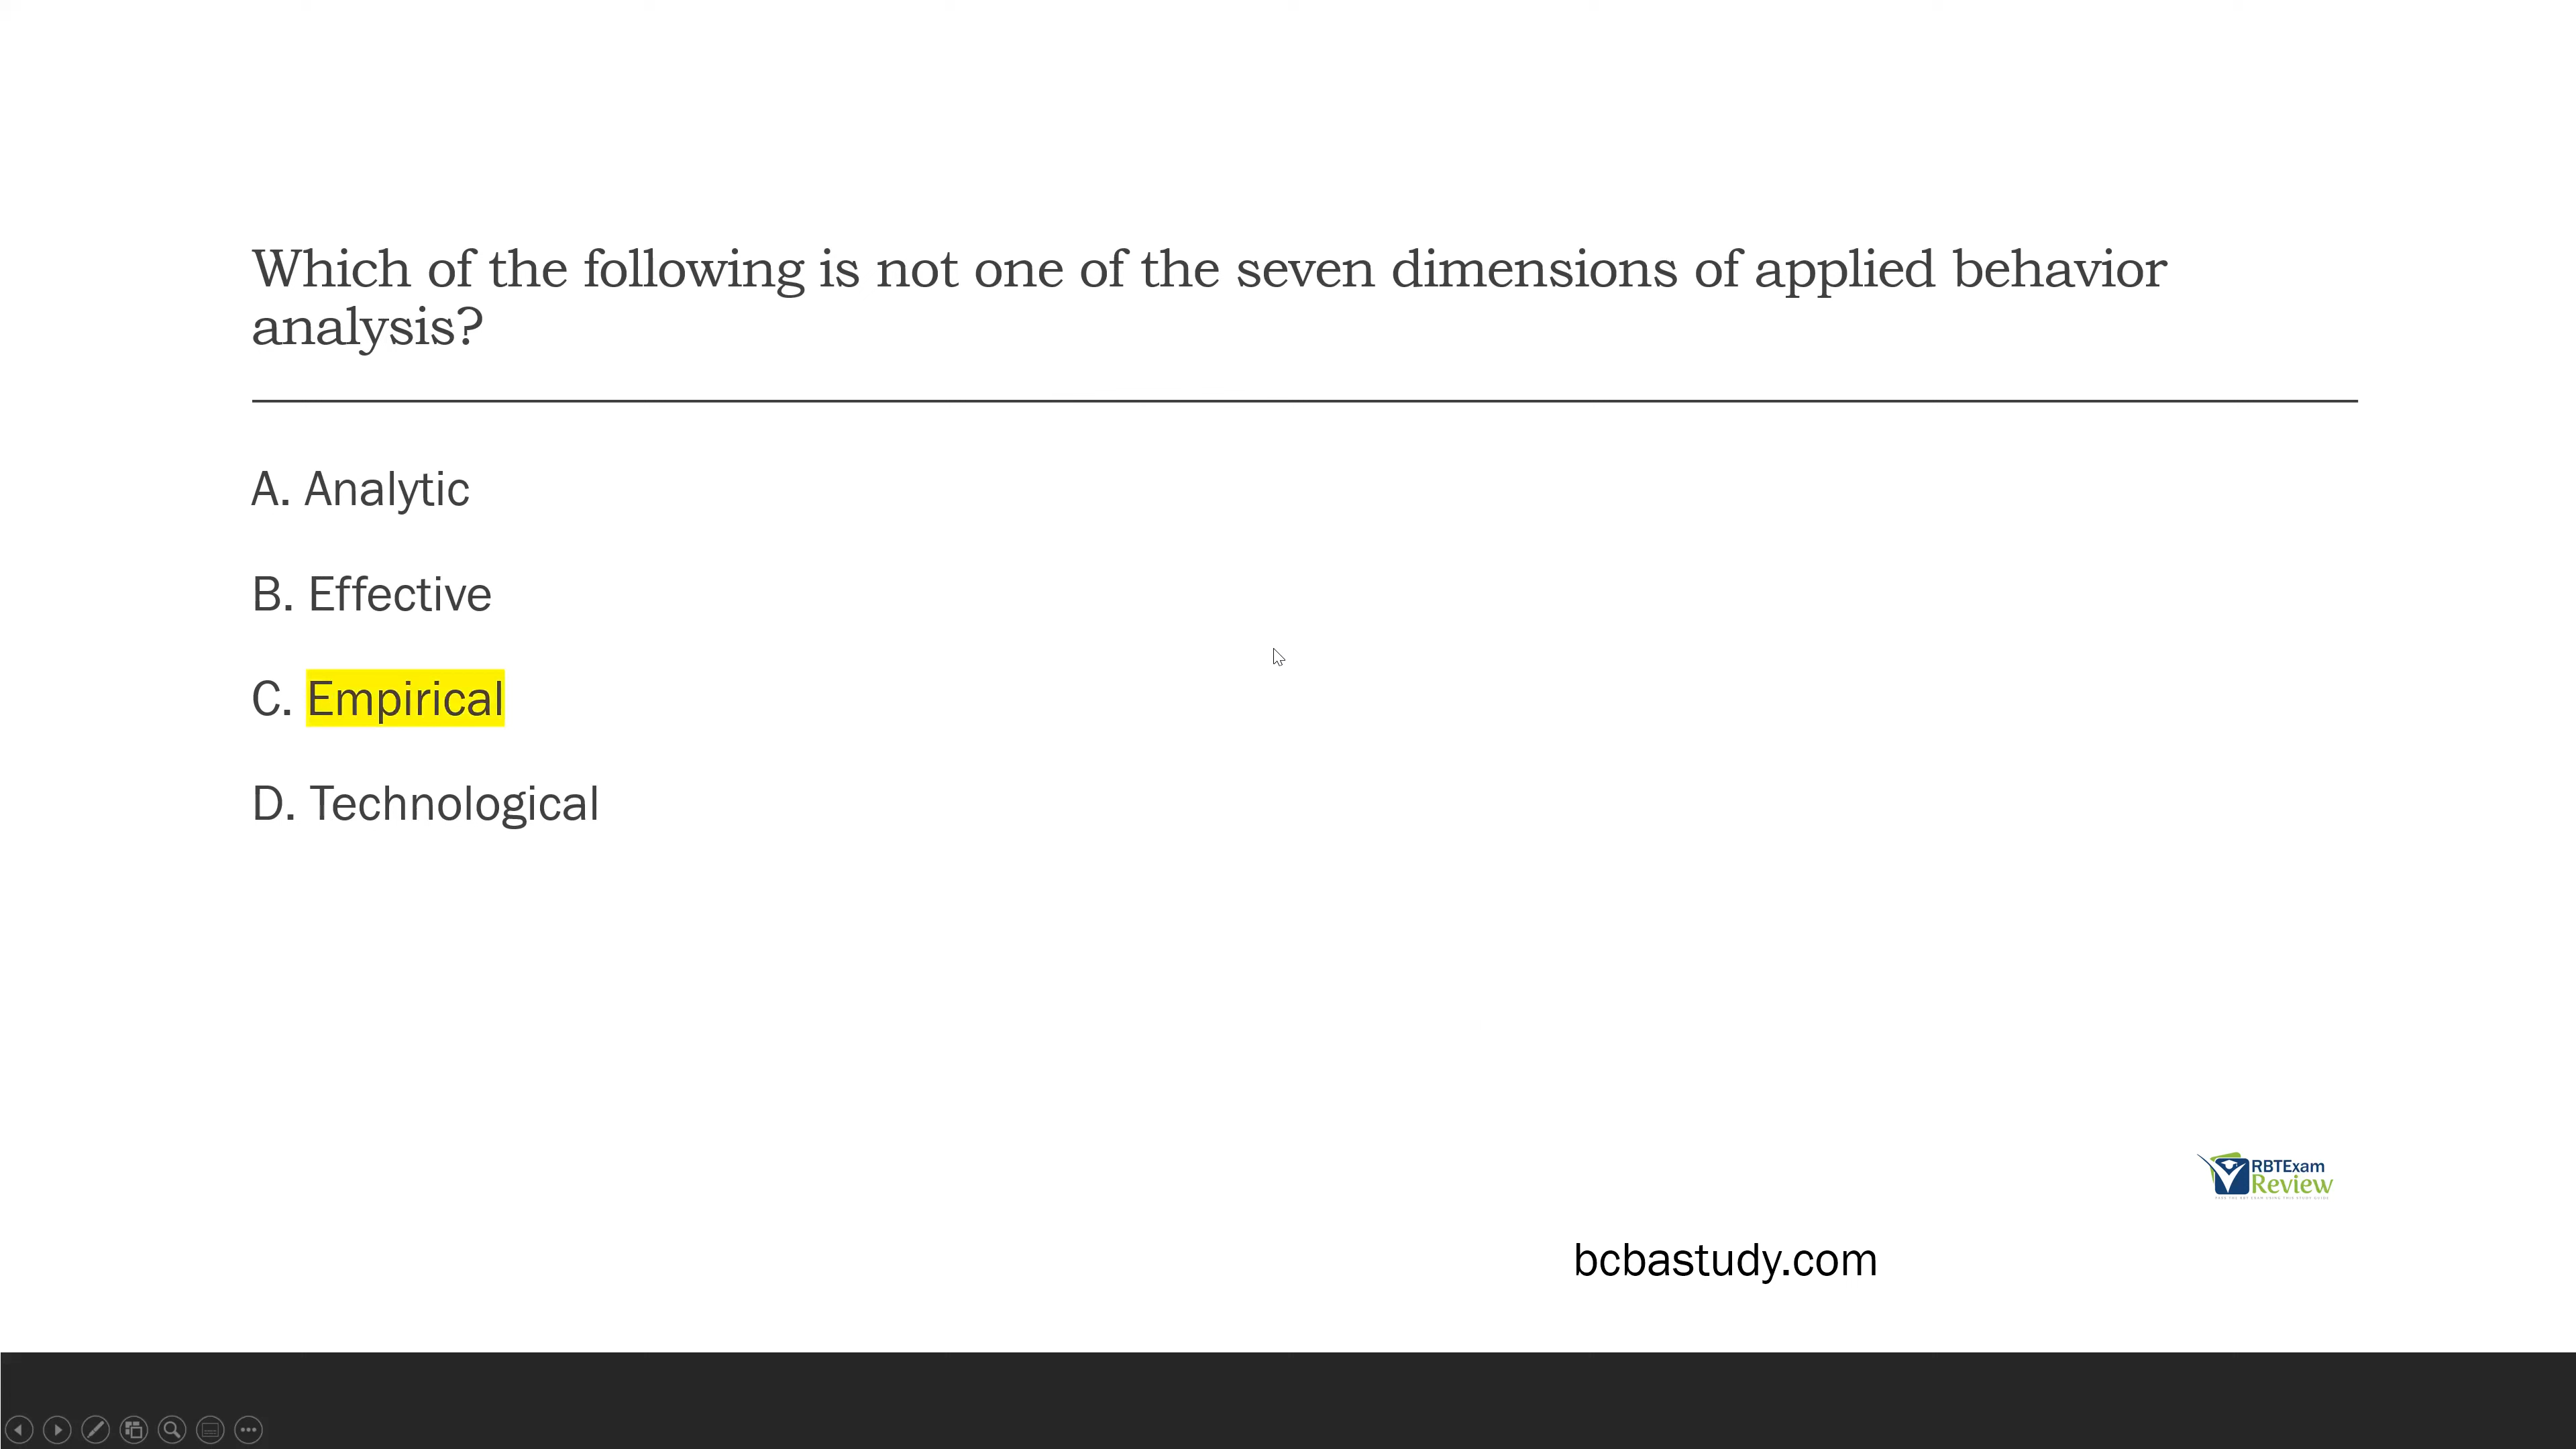 Which of the following is not one of the seven dimensions of applied behavior
analysis?
A. Analytic
B. Effective
C. Empirical
D. Technological
RBTExam
Review
bcbastudy.com